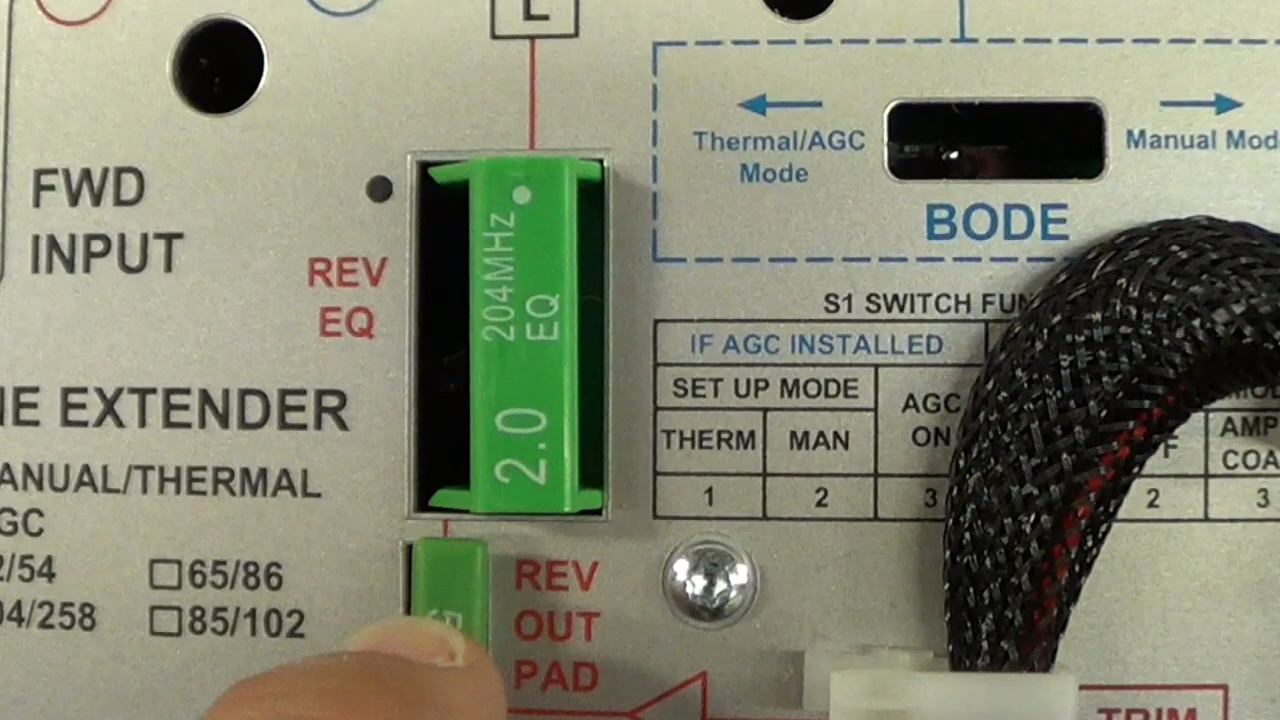 L
FWD
INPUT
REV
EQ
204MHz
EQ
2.0
Thermal/AGC
Mode
Manual Mod
BODE
S1 SWITCH FUN
IF AGC INSTALLED
SET UP MODE
AGC
ON
THERM
MAN
AMP
COA
1
2
3
2
3
NE EXTENDER
ANUAL/THERMAL
GC
2/54
65/86
04/258
85/102
REV
OUT
PAD
TRIM